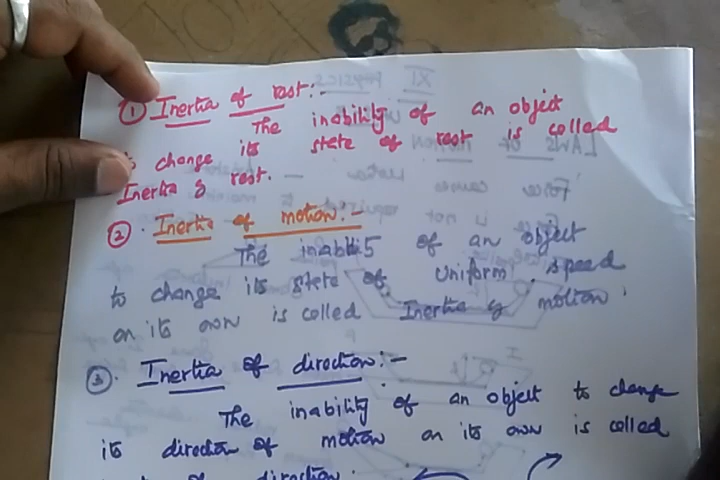 ① Inertia of rest:-
The inability of an object
to change its state of rest is called
Inertia of rest.
② . Inertia of motion:-
The inability of an object
to change its state of uniform speed
on its own is called Inertia of motion.
③ . Inertia of direction:-
The inability of an object to change
its direction of motion on its own is called
of direction.